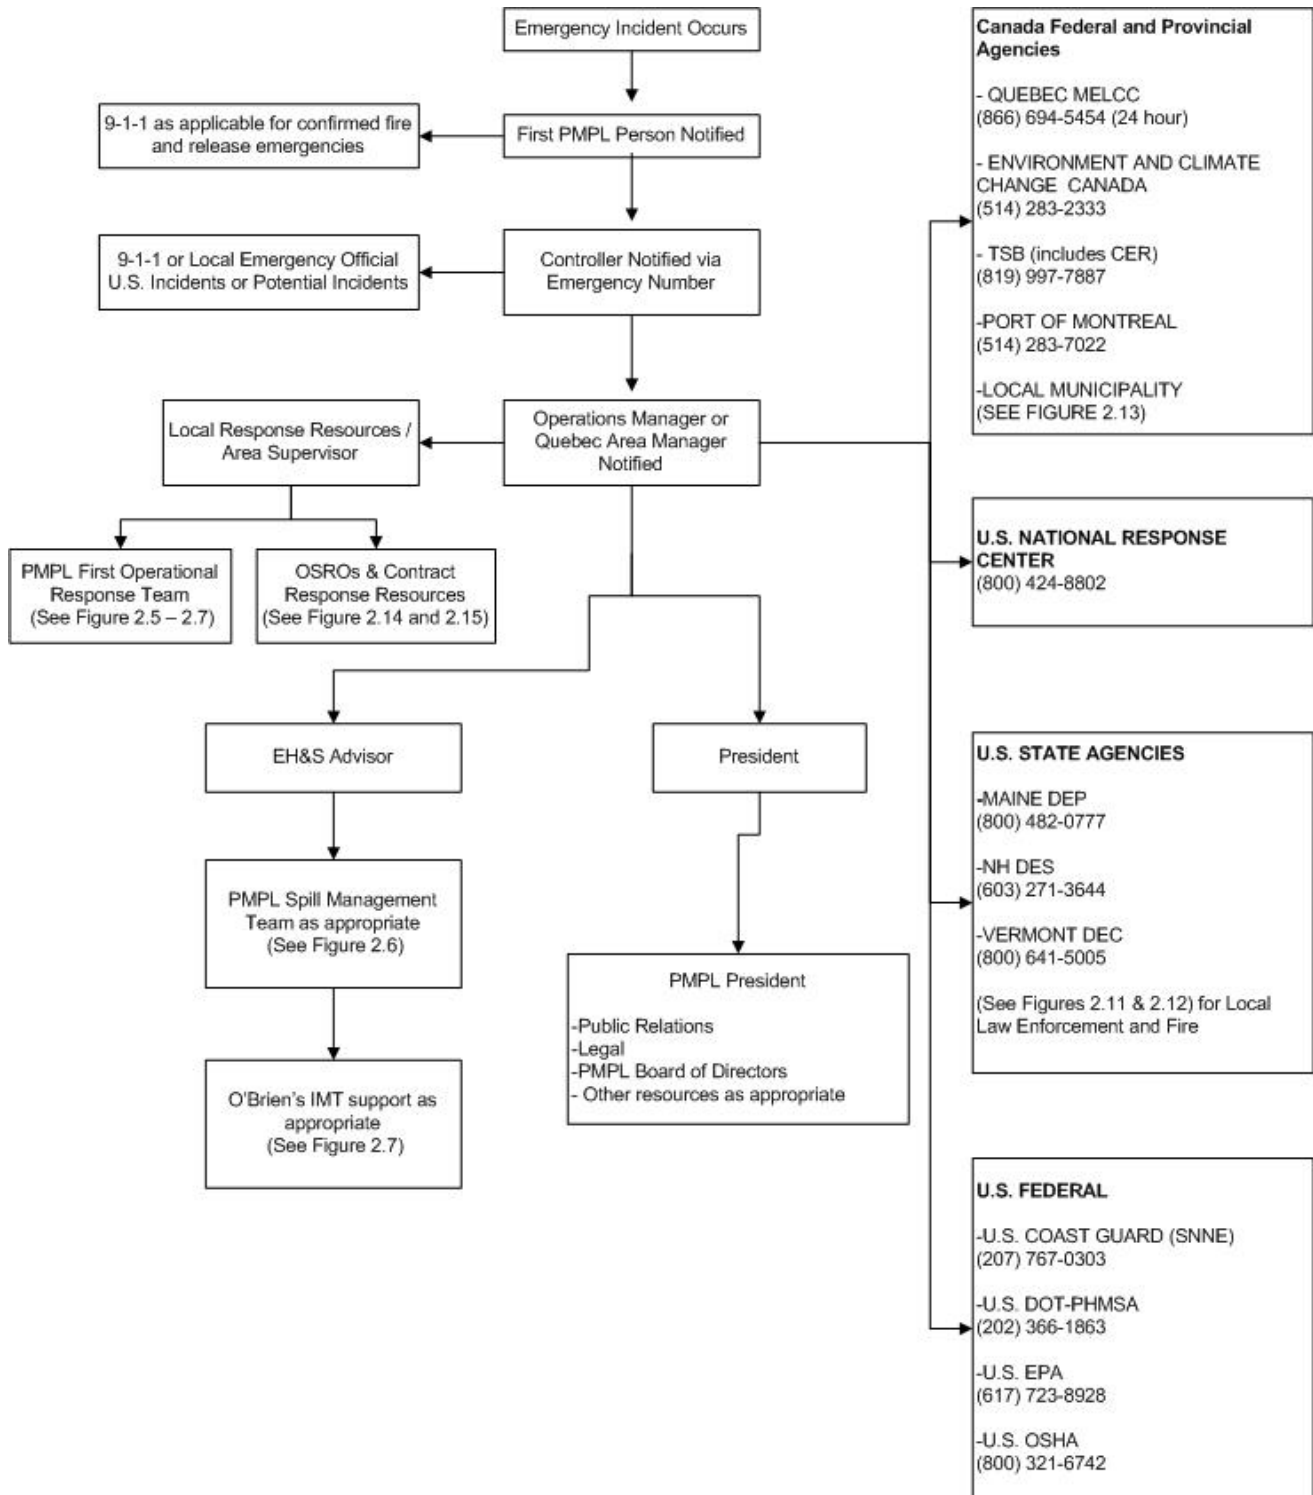 Emergency Incident Occurs
9-1-1 as applicable for confirmed fire
and release emergencies
First PMPL Person Notified
9-1-1 or Local Emergency Official
U.S. Incidents or Potential Incidents
Controller Notified via
Emergency Number
Local Response Resources /
Area Supervisor
Operations Manager or
Quebec Area Manager
Notified
PMPL First Operational
Response Team
(See Figure 2.5 – 2.7)
OSROs & Contract
Response Resources
(See Figure 2.14 and 2.15)
EH&S Advisor
President
PMPL Spill Management
Team as appropriate
(See Figure 2.6)
O'Brien's IMT support as
appropriate
(See Figure 2.7)
PMPL President
-Public Relations
-Legal
-PMPL Board of Directors
- Other resources as appropriate
Canada Federal and Provincial
Agencies
- QUEBEC MELCC
(866) 694-5454 (24 hour)
- ENVIRONMENT AND CLIMATE
CHANGE CANADA
(514) 283-2333
- TSB (includes CER)
(819) 997-7887
-PORT OF MONTREAL
(514) 283-7022
-LOCAL MUNICIPALITY
(SEE FIGURE 2.13)
U.S. NATIONAL RESPONSE
CENTER
(800) 424-8802
U.S. STATE AGENCIES
-MAINE DEP
(800) 482-0777
-NH DES
(603) 271-3644
-VERMONT DEC
(800) 641-5005
(See Figures 2.11 & 2.12) for Local
Law Enforcement and Fire
U.S. FEDERAL
-U.S. COAST GUARD (SNNE)
(207) 767-0303
-U.S. DOT-PHMSA
(202) 366-1863
-U.S. EPA
(617) 723-8928
-U.S. OSHA
(800) 321-6742